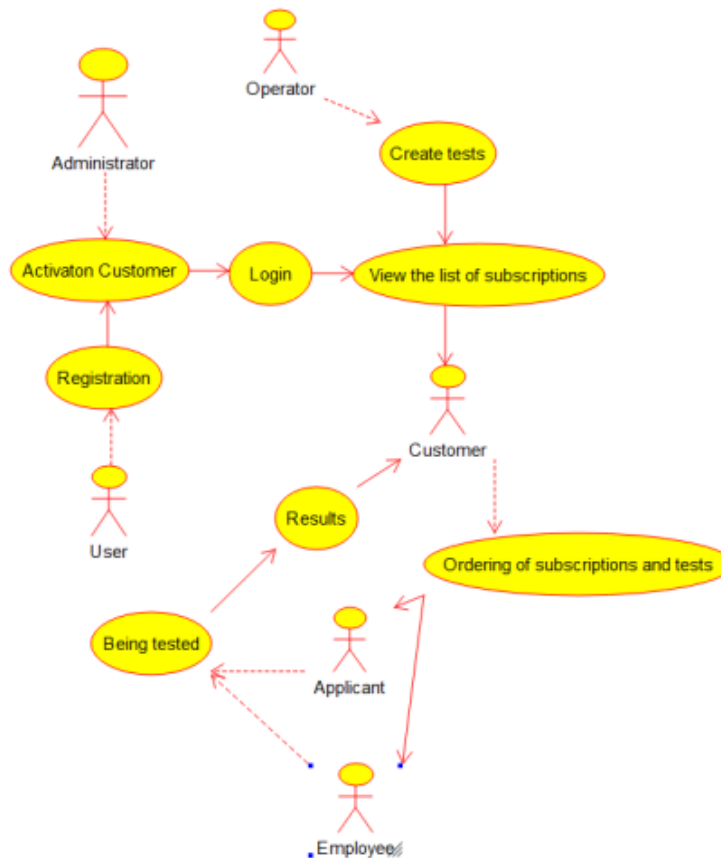 Operator
Administrator
Create tests
Activaton Customer
Login
View the list of subscriptions
Registration
Customer
User
Results
Ordering of subscriptions and tests
Being tested
Applicant
Employee